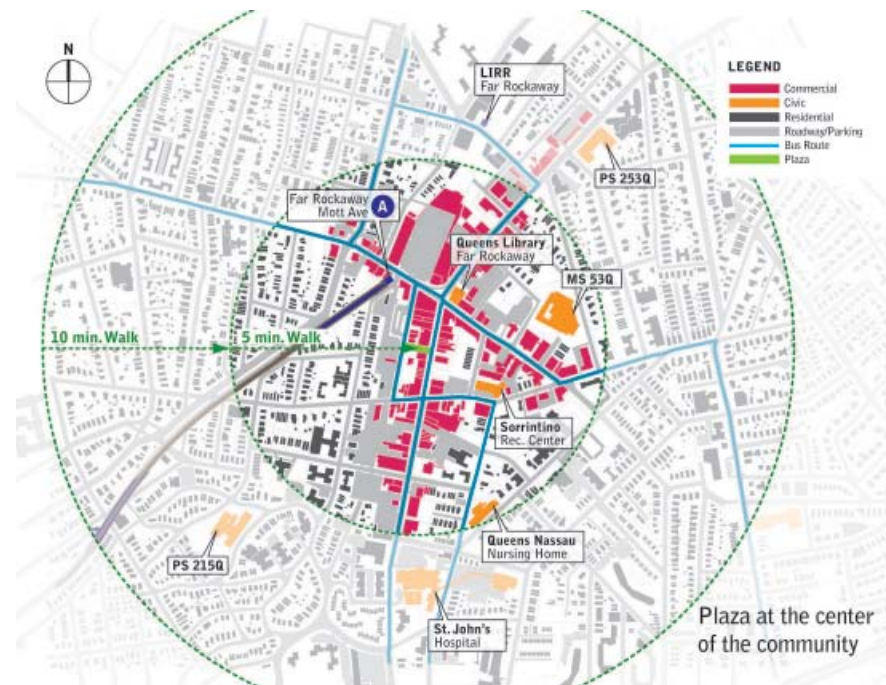 N
LIRR
Far Rockaway
LEGEND
Commercial
Civic
Residential
Roadway/Parking
Bus Route
Plaza
PS 253Q
Far Rockaway
Mott Ave
A
Queens Library
Far Rockaway
MS 53Q
10 min. Walk
5 min. Walk
Sorrintino
Rec. Center
Queens Nassau
Nursing Home
PS 215Q
St. John's
Hospital
Plaza at the center
of the community